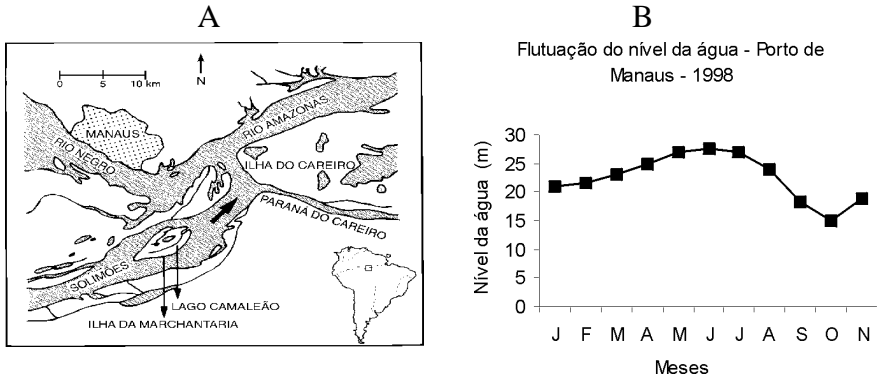 A
0 5 10 km
N
MANAUS
RIO NEGRO
RIO AMAZONAS
ILHA DO CAREIRO
PARANÁ DO CAREIRO
SOLIMÕES
LAGO CAMALEÃO
ILHA DA MARCHANTARIA
B
Flutuação do nível da água - Porto de
Manaus - 1998
Nível da água (m)
30
25
20
15
10
5
0
J F M A M J J A S O N
Meses